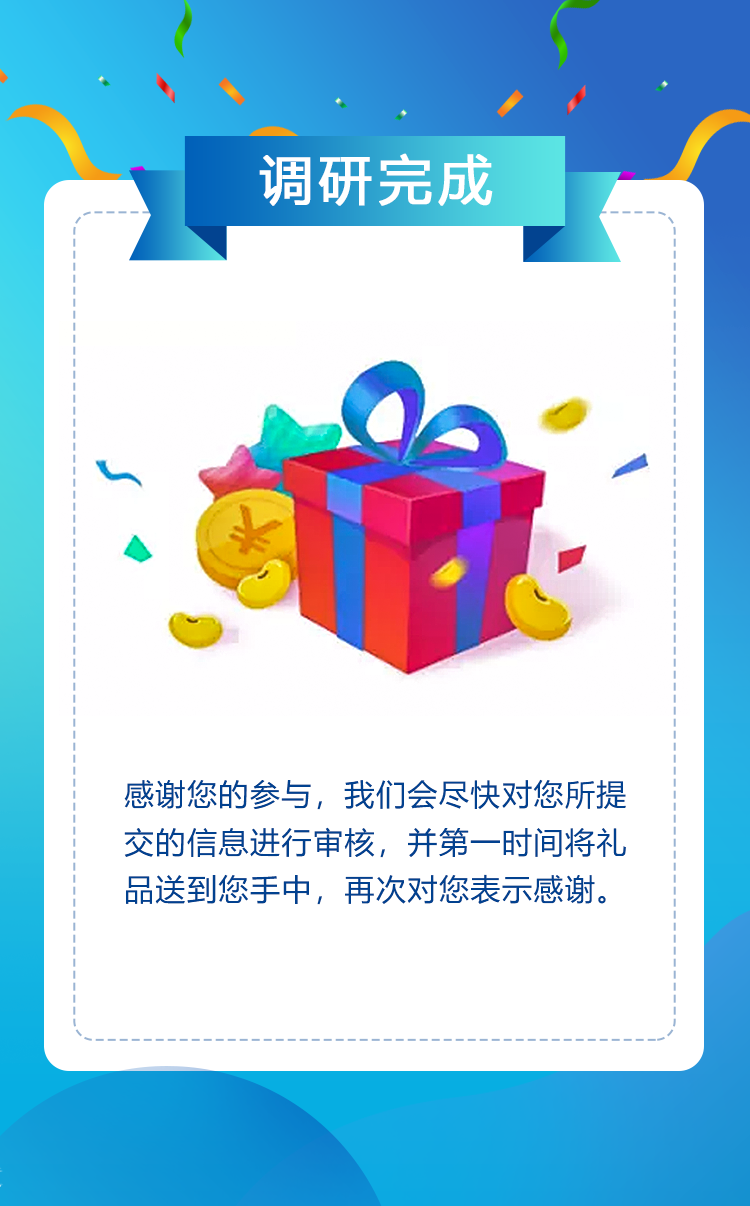 调研完成
感谢您的参与，我们会尽快对您所提
交的信息进行审核，并第一时间将礼
品送到您手中，再次对您表示感谢。